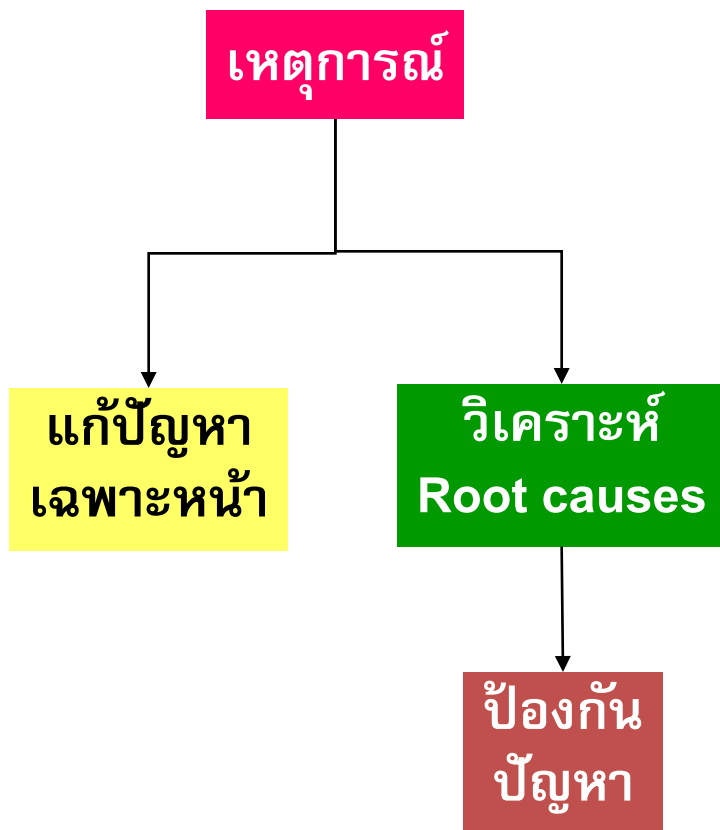 เหตุการณ์
แก้ปัญหา
เฉพาะหน้า
วิเคราะห์
Root causes
ป้องกัน
ปัญหา